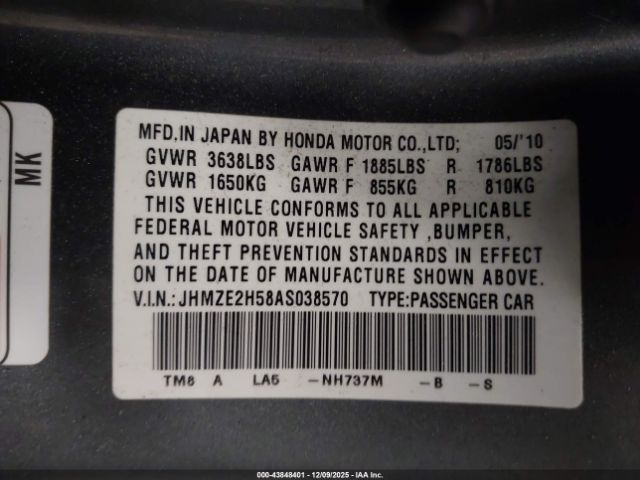 MK
MFD.IN JAPAN BY HONDA MOTOR CO.,LTD; 05/'10
GVWR 3638LBS GAWR F 1885LBS R 1786LBS
GVWR 1650KG GAWR F 855KG R 810KG
THIS VEHICLE CONFORMS TO ALL APPLICABLE
FEDERAL MOTOR VEHICLE SAFETY ,BUMPER,
AND THEFT PREVENTION STANDARDS IN EFFECT
ON THE DATE OF MANUFACTURE SHOWN ABOVE.
V.I.N.: JHMZE2H58AS038570 TYPE:PASSENGER CAR
TM8 A LA5 -NH737M -B -S
000-43848401 - 12/09/2025 - IAA Inc.